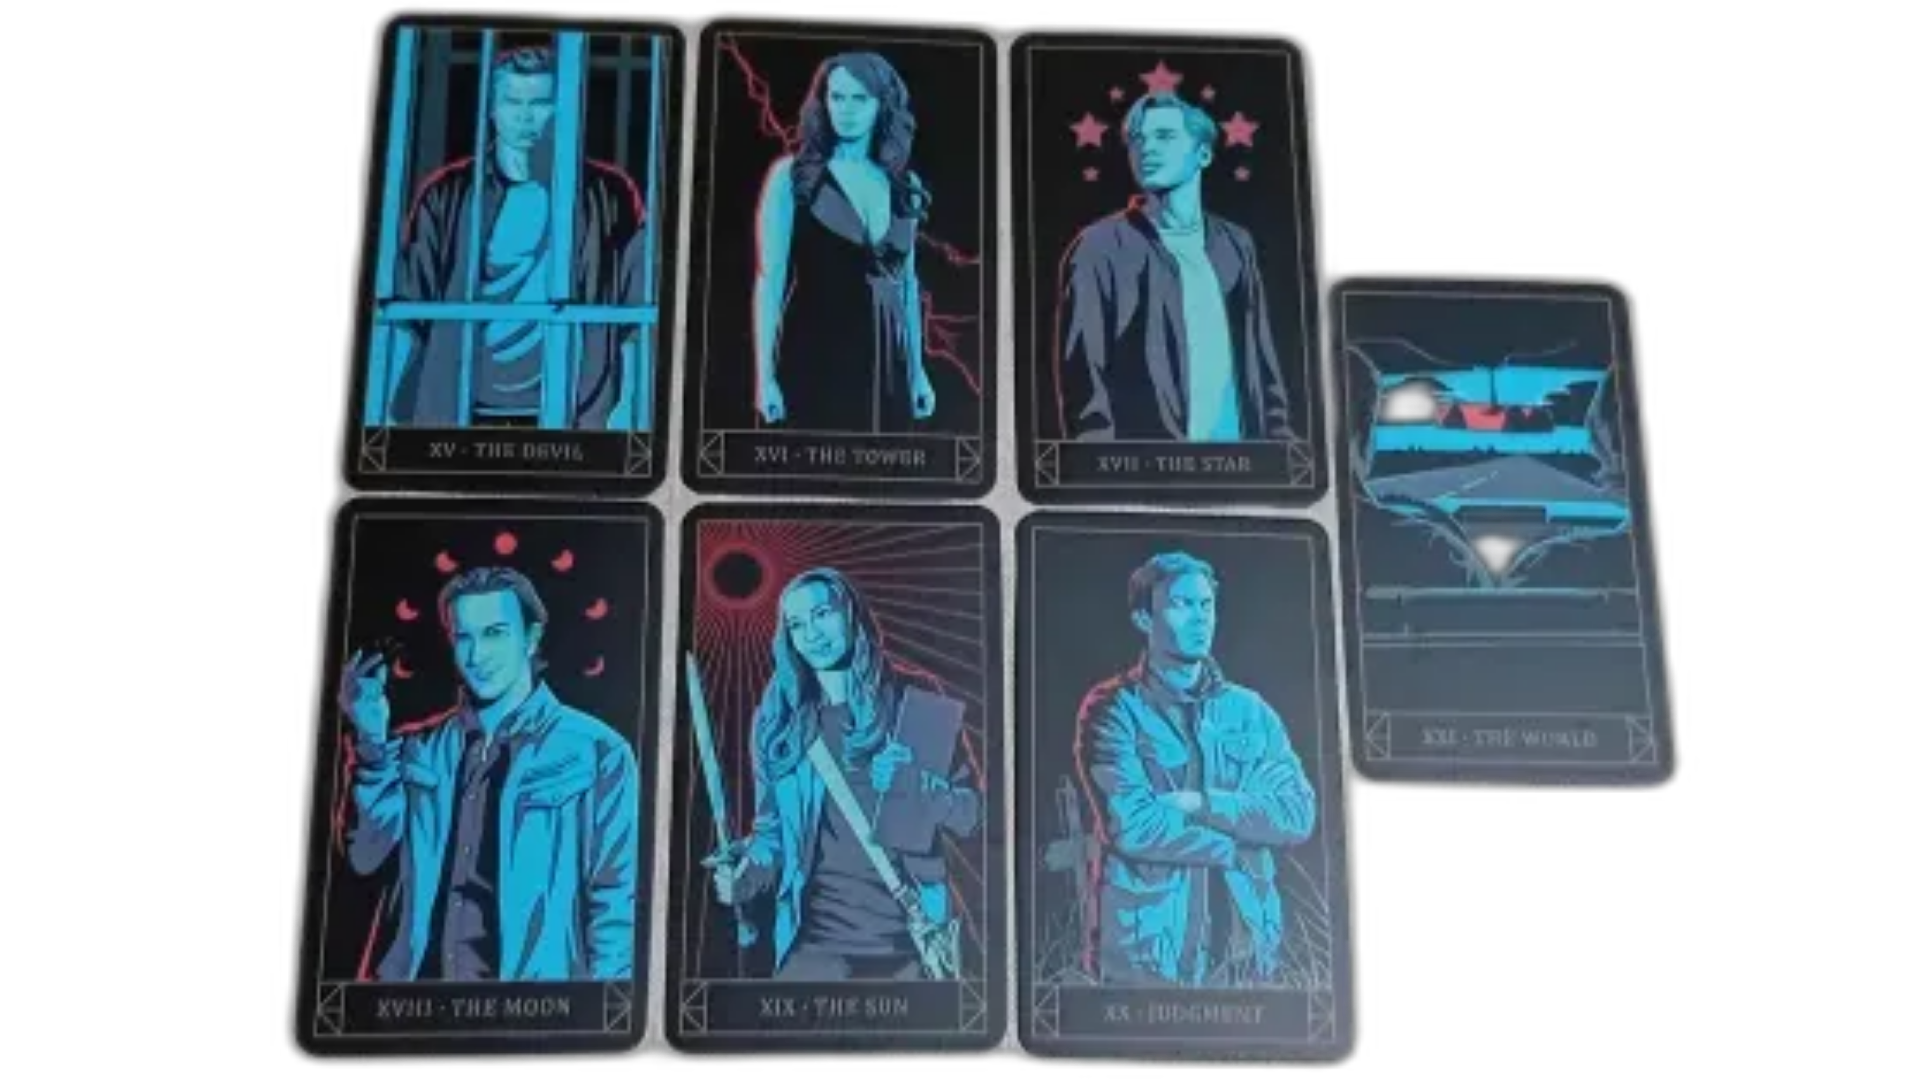 XV · THE DEVIL
XVI · THE TOWER
XVII · THE STAR
XVIII · THE MOON
XIX · THE SUN
XX · JUDGMENT
XXI · THE WORLD